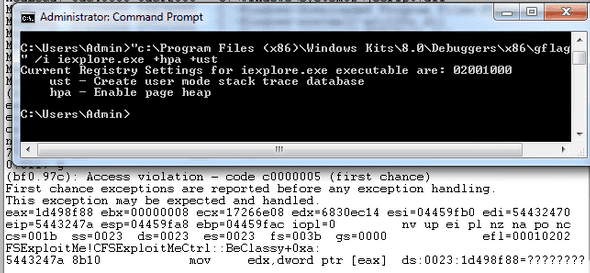 Administrator: Command Prompt
C:\Users\Admin>"c:\Program Files (x86)\Windows Kits\8.0\Debuggers\x86\gflag
" /i iexplore.exe +hpa +ust
Current Registry Settings for iexplore.exe executable are: 02001000
ust - Create user mode stack trace database
hpa - Enable page heap
C:\Users\Admin>
(bf0.97c): Access violation - code c0000005 (first chance)
First chance exceptions are reported before any exception handling.
This exception may be expected and handled.
eax=1d498f88 ebx=00000008 ecx=17266e08 edx=6830ec14 esi=04459fb0 edi=54432470
eip=5443247a esp=04459fa8 ebp=04459fac iopl=0 nv up ei pl nz na po nc
cs=001b ss=0023 ds=0023 es=0023 fs=003b gs=0000 efl=00010202
FSExploitMe!CFSExploitMeCtrl::BeClassy+0xa:
5443247a 8b10 mov edx,dword ptr [eax] ds:0023:1d498f88=????????